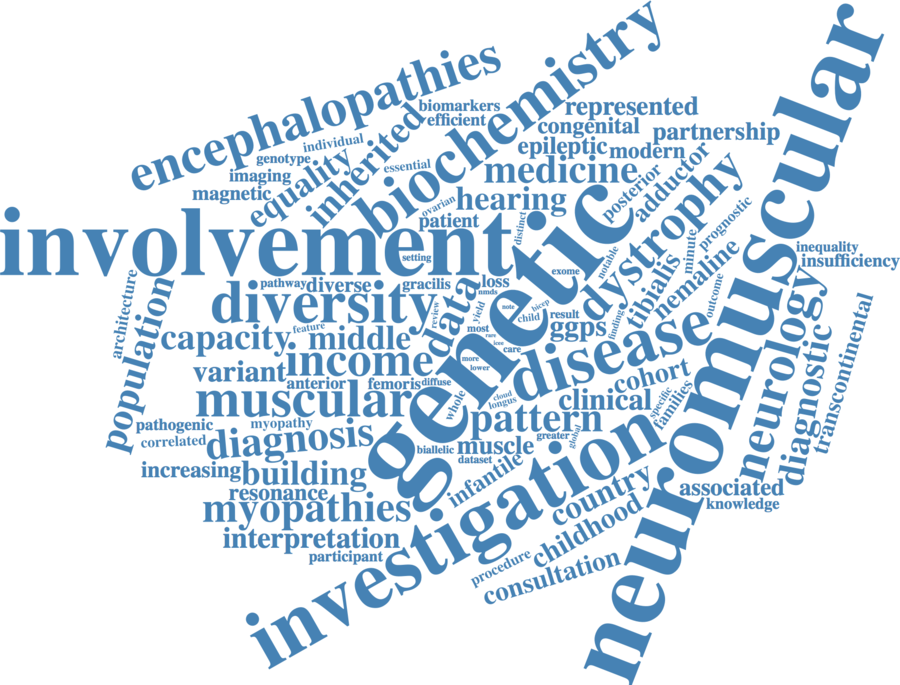 encephalopathies
biochemistry
neuromuscular
biomarkers
efficient
represented
congenital
partnership
individual
inherited
epileptic
modern
genotype
imaging
equality
essential
medicine
posterior
adductor
magnetic
ovarian
hearing
patient
distinct
dystrophy
prognostic
involvement
setting
genetic
notable
minute
tibialis
nemaline
inequality
insufficiency
architecture
population
pathway
diverse
gracilis
data
loss
nmds
exome
outcome
diversity
review
yield
note
bicep
child
result
ggps
finding
capacity
feature
middle
most
rare
icee
care
disease
neurology
diagnostic
transcontinental
variant
income
more
lower
anterior
femoris
diffuse
cohort
muscular
whole
cloud
longus
clinical
specific
families
pathogenic
myopathy
pattern
correlated
diagnosis
biallelic
muscle
greater
global
dataset
increasing
building
infantile
investigation
resonance
myopathies
country
associated
knowledge
interpretation
childhood
participant
procedure
consultation